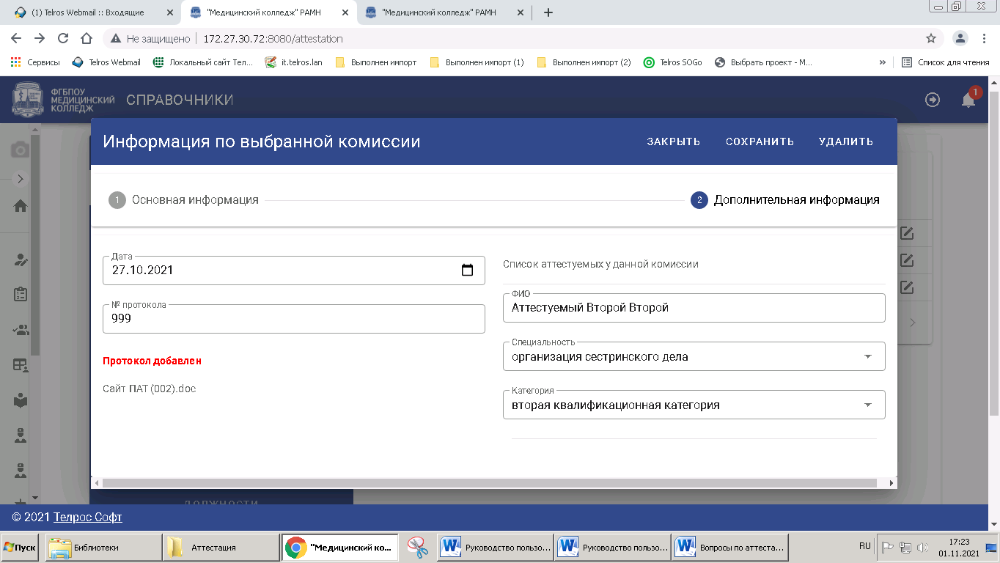 (1) Telros Webmail :: Входящие
"Медицинский колледж" РАМН
"Медицинский колледж" РАМН
Не защищено
172.27.30.72:8080/attestation
Сервисы
Telros Webmail
Локальный сайт Тел...
it.telros.lan
Выполнен импорт
Выполнен импорт (1)
Выполнен импорт (2)
Telros SOGo
Выбрать проект - M...
»
Список для чтения
ФГБПОУ
МЕДИЦИНСКИЙ
КОЛЛЕДЖ
СПРАВОЧНИКИ
1
Информация по выбранной комиссии
ЗАКРЫТЬ
СОХРАНИТЬ
УДАЛИТЬ
1 Основная информация
2 Дополнительная информация
Дата
27.10.2021
№ протокола
999
Протокол добавлен
Сайт ПАТ (002).doc
Список аттестуемых у данной комиссии
ФИО
Аттестуемый Второй Второй
Специальность
организация сестринского дела
Категория
вторая квалификационная категория
ДОЛЖНОСТИ
© 2021 Телрос Софт
Пуск
Библиотеки
Аттестация
"Медицинский ко...
Руководство пользо...
Руководство пользо...
Вопросы по аттеста...
RU
17:23
01.11.2021